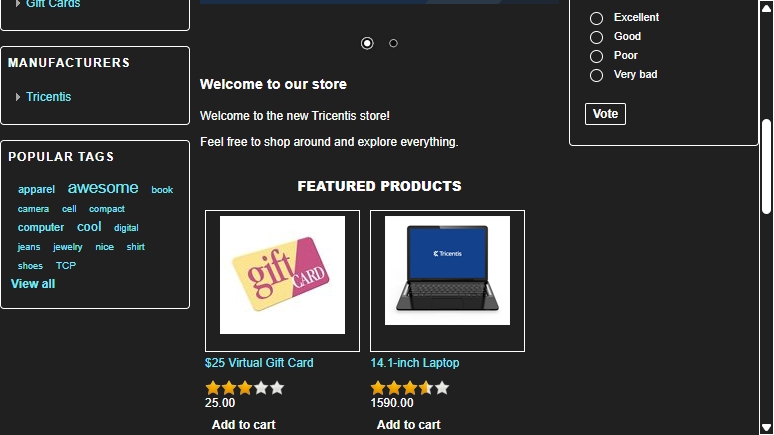 Gift Cards
MANUFACTURERS
Tricentis
POPULAR TAGS
apparel awesome book
camera cell compact
computer cool digital
jeans jewelry nice shirt
shoes TCP
View all
Welcome to our store
Welcome to the new Tricentis store!
Feel free to shop around and explore everything.
FEATURED PRODUCTS
gift CARD
$25 Virtual Gift Card
25.00
Add to cart
Tricentis
14.1-inch Laptop
1590.00
Add to cart
Excellent
Good
Poor
Very bad
Vote